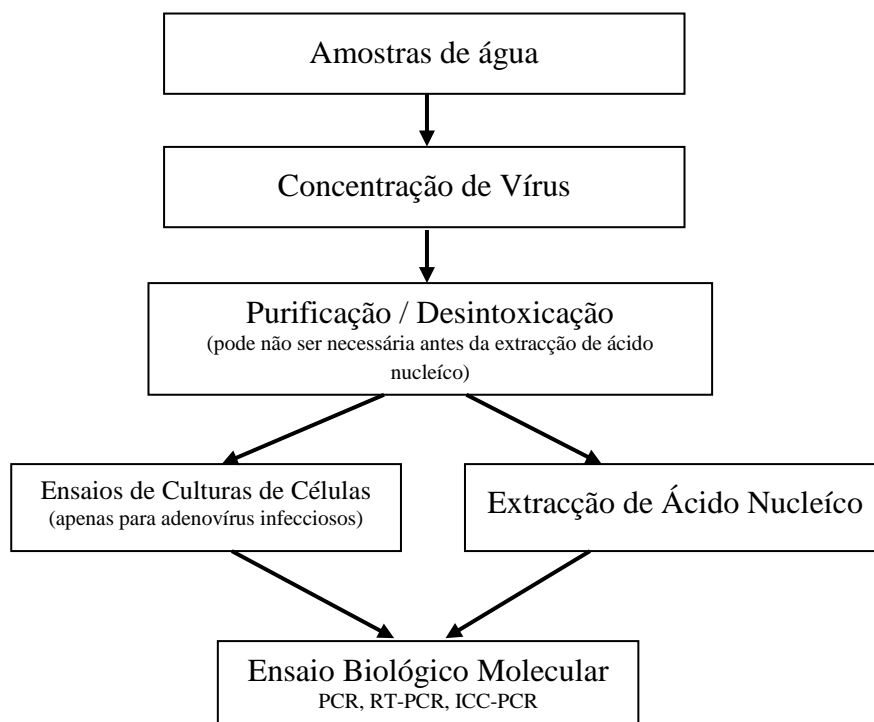 Amostras de água
Concentração de Vírus
Purificação / Desintoxicação
(pode não ser necessária antes da extracção de ácido
nucleíco)
Ensaios de Culturas de Células
(apenas para adenovírus infecciosos)
Extracção de Ácido Nucleíco
Ensaio Biológico Molecular
PCR, RT-PCR, ICC-PCR